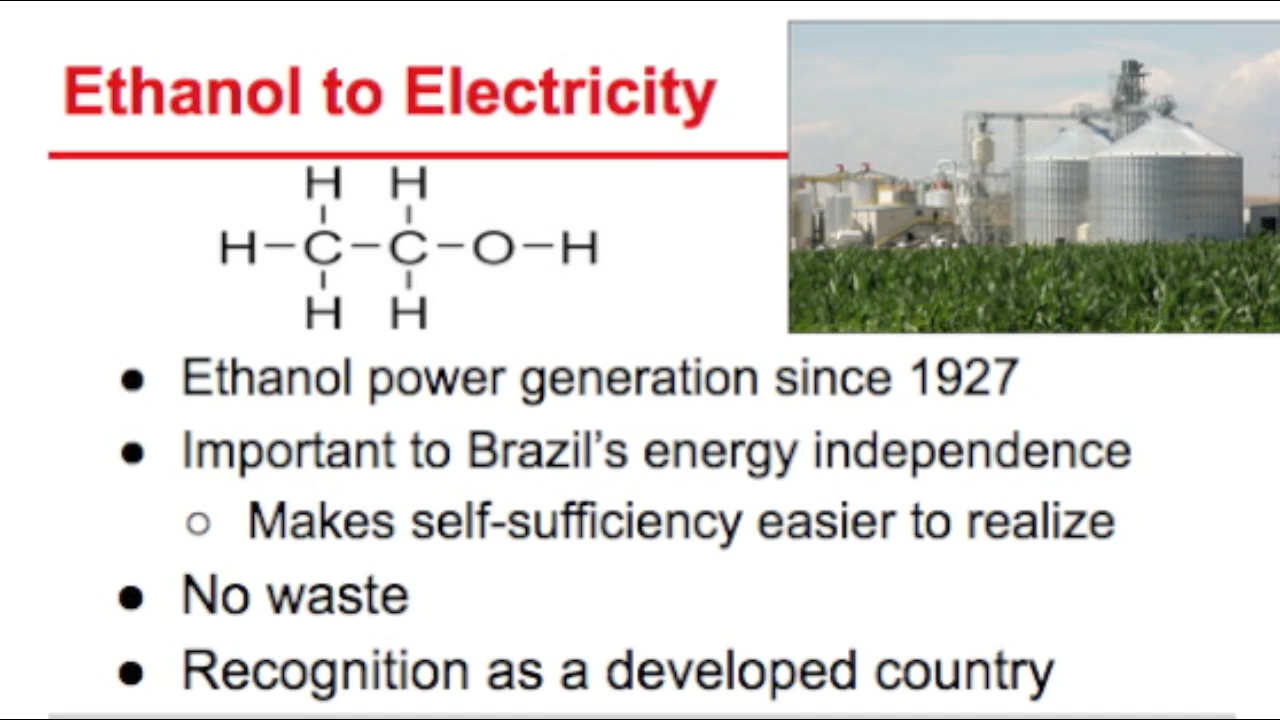 Ethanol to Electricity
H H
H-C-C-O-H
H H
● Ethanol power generation since 1927
● Important to Brazil’s energy independence
○ Makes self-sufficiency easier to realize
● No waste
● Recognition as a developed country